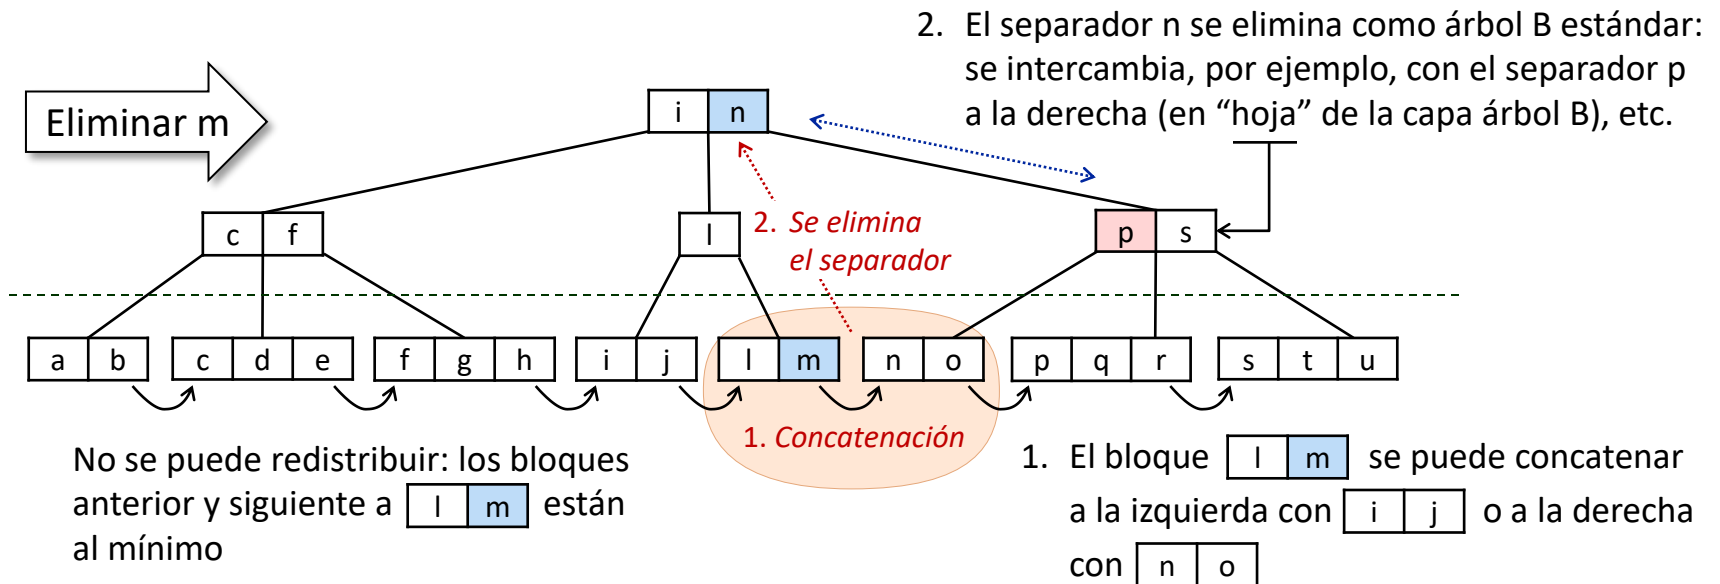 2. El separador n se elimina como árbol B estándar:
se intercambia, por ejemplo, con el separador p
a la derecha (en “hoja” de la capa árbol B), etc.
Eliminar m
i n
c f
l
p s
2. Se elimina
el separador
a b
c d e
f g h
i j
l m
n o
p q r
s t u
1. Concatenación
No se puede redistribuir: los bloques
anterior y siguiente a l m están
al mínimo
1. El bloque l m se puede concatenar
a la izquierda con i j o a la derecha
con n o